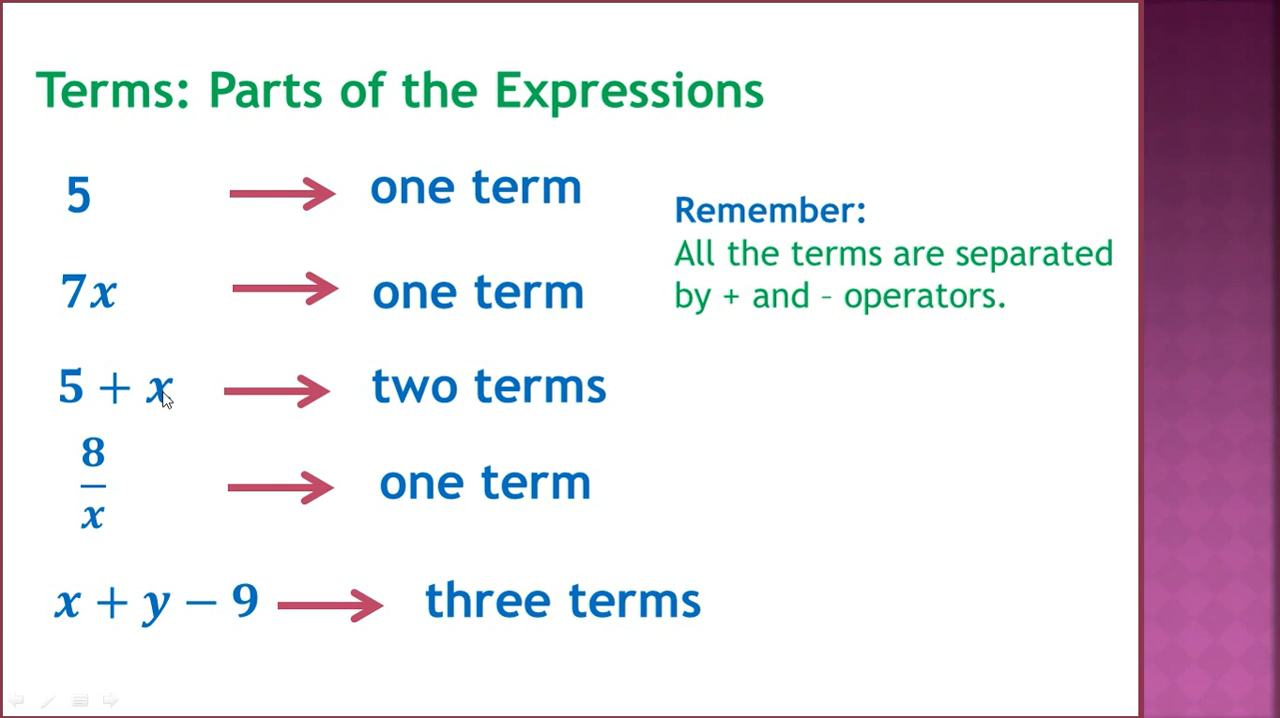 Terms: Parts of the Expressions
5 → one term
7x → one term
5 + x → two terms
8/x → one term
x + y − 9 → three terms
Remember:
All the terms are separated
by + and – operators.